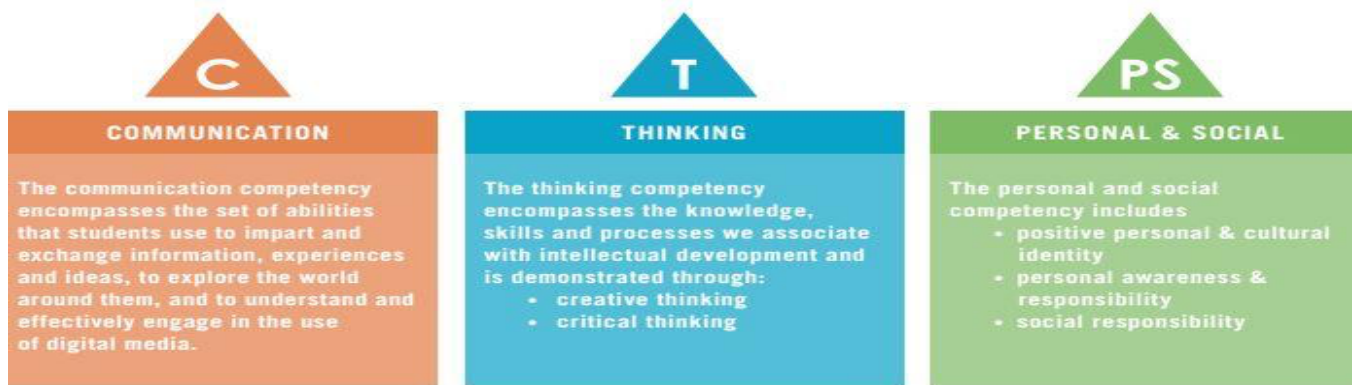 C
COMMUNICATION
The communication competency
encompasses the set of abilities
that students use to impart and
exchange information, experiences
and ideas, to explore the world
around them, and to understand and
effectively engage in the use
of digital media.
T
THINKING
The thinking competency
encompasses the knowledge,
skills and processes we associate
with intellectual development and
is demonstrated through:
• creative thinking
• critical thinking
PS
PERSONAL & SOCIAL
The personal and social
competency includes
• positive personal & cultural
identity
• personal awareness &
responsibility
• social responsibility